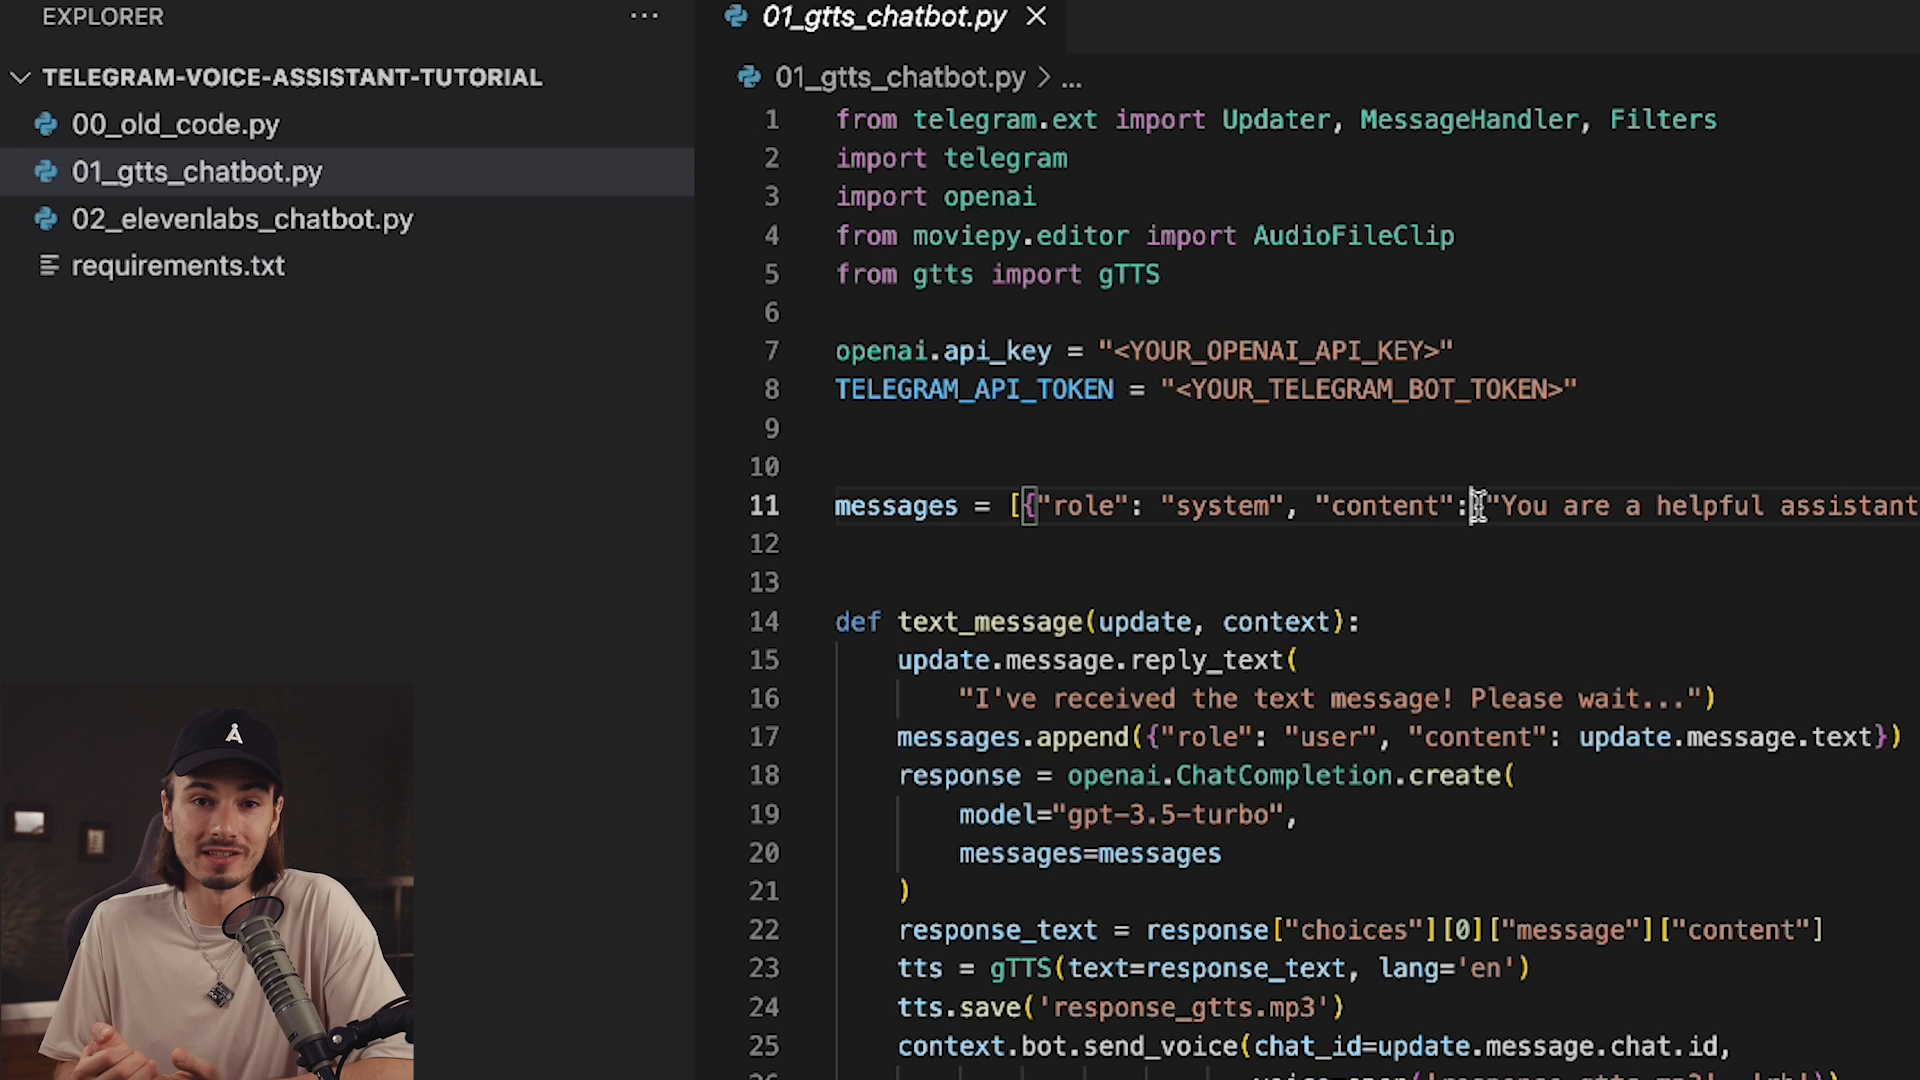 EXPLORER
...
01_gtts_chatbot.py
TELEGRAM-VOICE-ASSISTANT-TUTORIAL
01_gtts_chatbot.py > ...
00_old_code.py
01_gtts_chatbot.py
02_elevenlabs_chatbot.py
requirements.txt
1 from telegram.ext import Updater, MessageHandler, Filters
2 import telegram
3 import openai
4 from moviepy.editor import AudioFileClip
5 from gtts import gTTS
6
7 openai.api_key = "<YOUR_OPENAI_API_KEY>"
8 TELEGRAM_API_TOKEN = "<YOUR_TELEGRAM_BOT_TOKEN>"
9
10
11 messages = [{"role": "system", "content": "You are a helpful assistant
12
13
14 def text_message(update, context):
15 update.message.reply_text(
16 "I've received the text message! Please wait...")
17 messages.append({"role": "user", "content": update.message.text})
18 response = openai.ChatCompletion.create(
19 model="gpt-3.5-turbo",
20 messages=messages
21 )
22 response_text = response["choices"][0]["message"]["content"]
23 tts = gTTS(text=response_text, lang='en')
24 tts.save('response_gtts.mp3')
25 context.bot.send_voice(chat_id=update.message.chat.id,